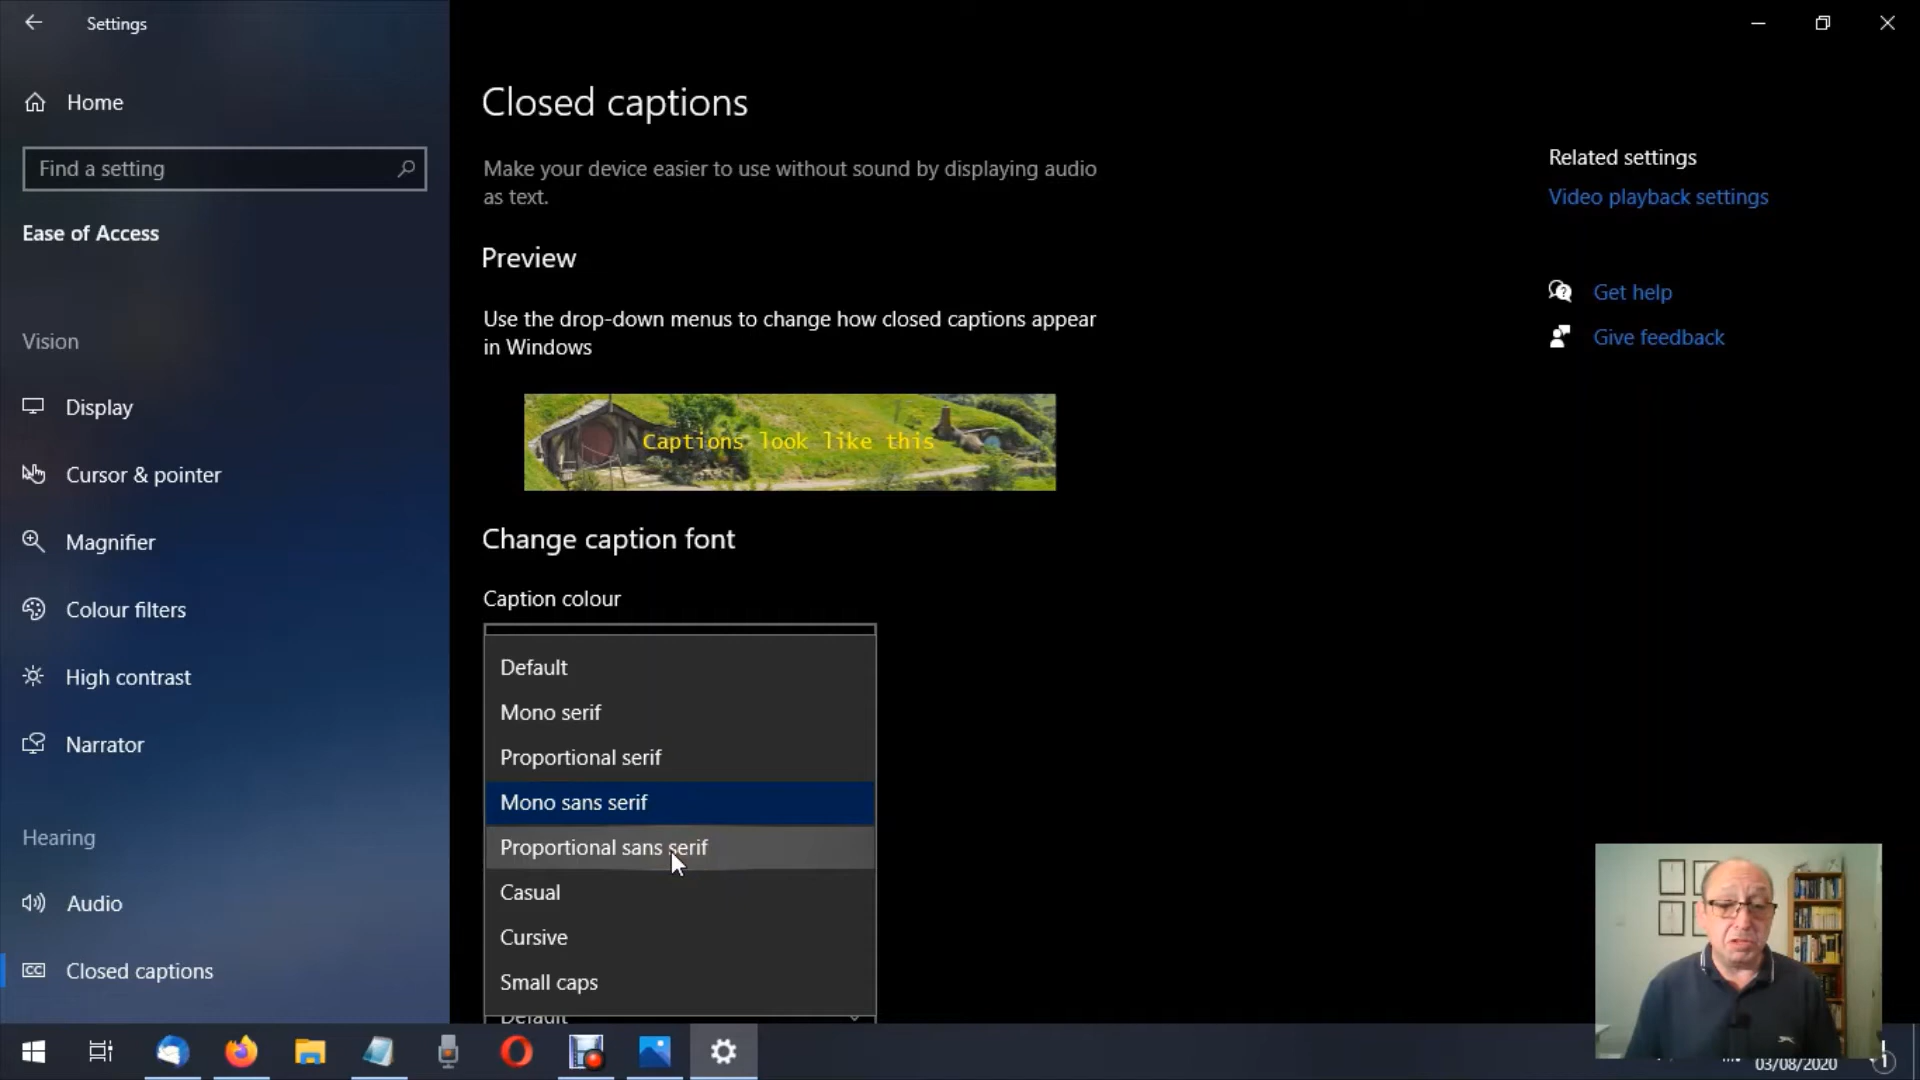 Settings
Home
Find a setting
Ease of Access
Vision
Display
Cursor & pointer
Magnifier
Colour filters
High contrast
Narrator
Hearing
Audio
CC
Closed captions
Closed captions
Make your device easier to use without sound by displaying audio
as text.
Preview
Use the drop-down menus to change how closed captions appear
in Windows
Captions look like this
Change caption font
Caption colour
Default
Mono serif
Proportional serif
Mono sans serif
Proportional sans serif
Casual
Cursive
Small caps
Default
Related settings
Video playback settings
Get help
Give feedback
03/08/2020
1